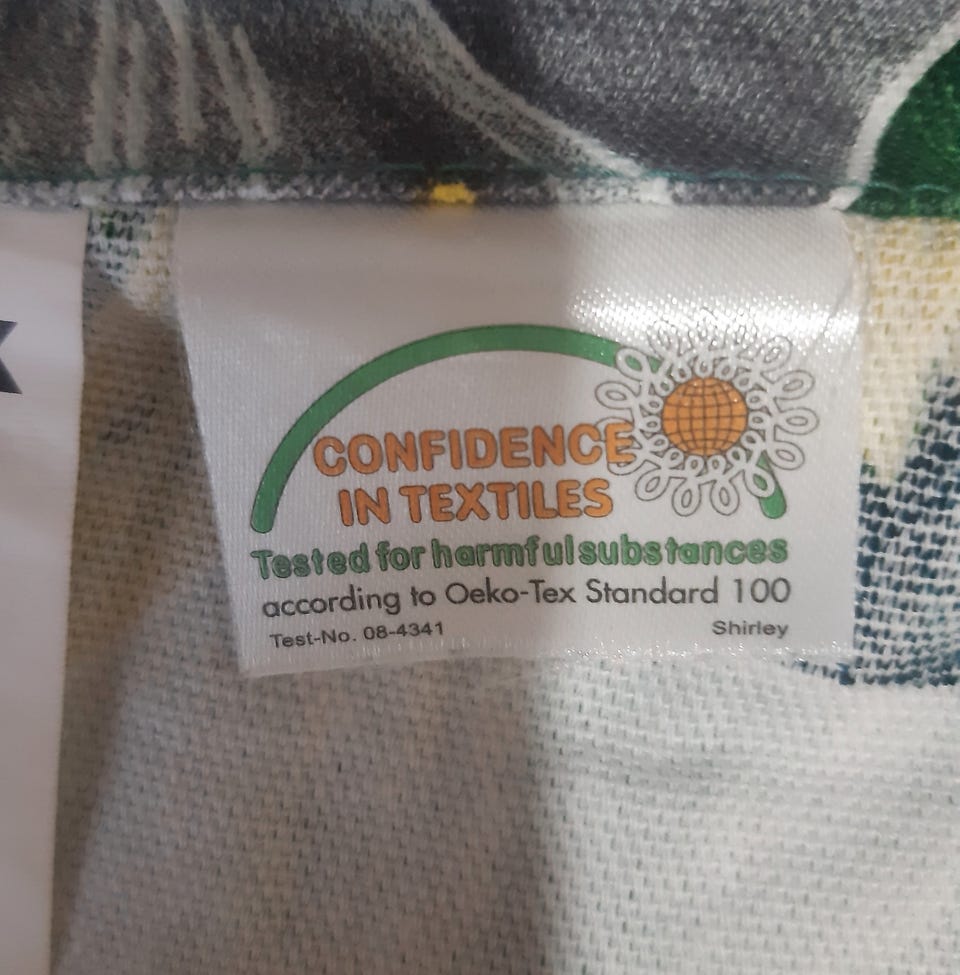 CONFIDENCE
IN TEXTILES
Tested for harmful substances
according to Oeko-Tex Standard 100
Test-No. 08-4341 Shirley